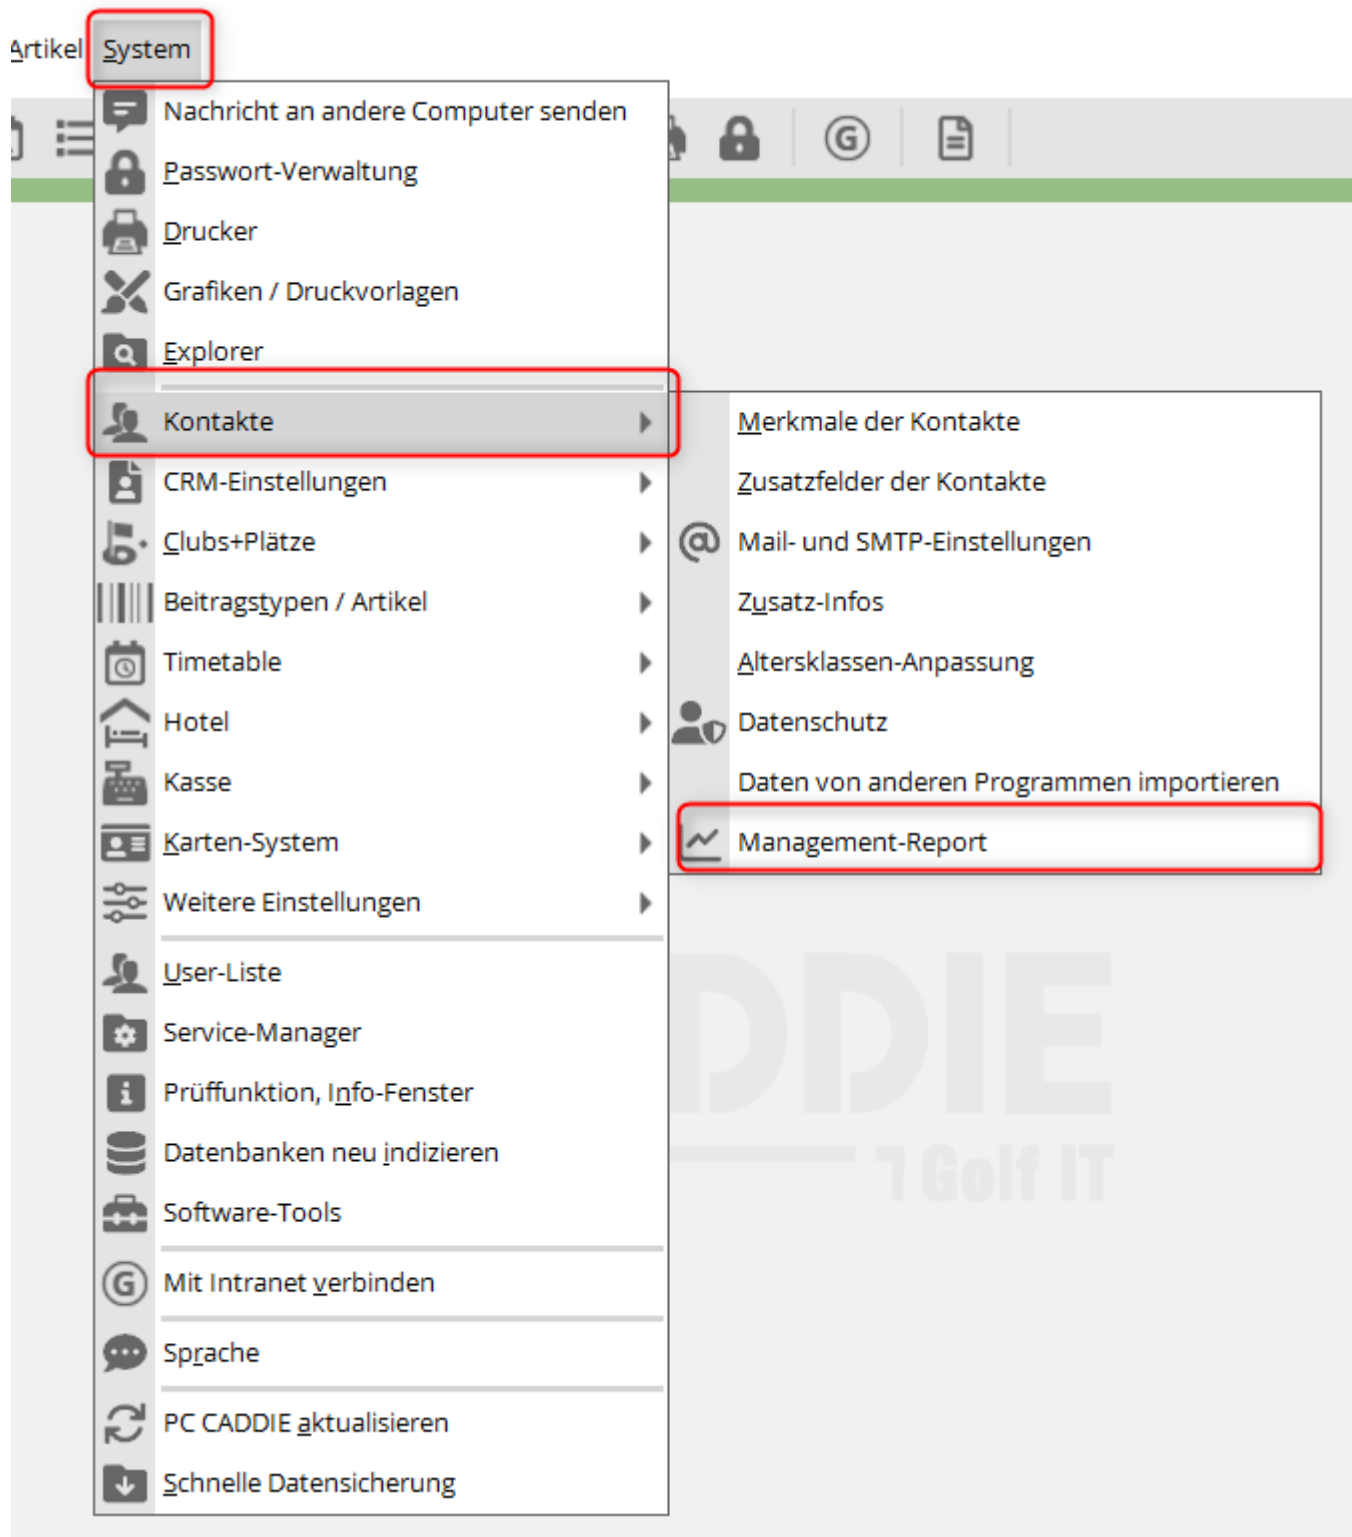 Artikel System
Nachricht an andere Computer senden
Passwort-Verwaltung
Drucker
Grafiken / Druckvorlagen
Explorer
Kontakte
CRM-Einstellungen
Clubs+Plätze
Beitragstypen / Artikel
Timetable
Hotel
Kasse
Karten-System
Weitere Einstellungen
User-Liste
Service-Manager
Prüffunktion, Info-Fenster
Datenbanken neu indizieren
Software-Tools
Mit Intranet verbinden
Sprache
PC CADDIE aktualisieren
Schnelle Datensicherung
Merkmale der Kontakte
Zusatzfelder der Kontakte
Mail- und SMTP-Einstellungen
Zusatz-Infos
Altersklassen-Anpassung
Datenschutz
Daten von anderen Programmen importieren
Management-Report
DDIE
Golf IT